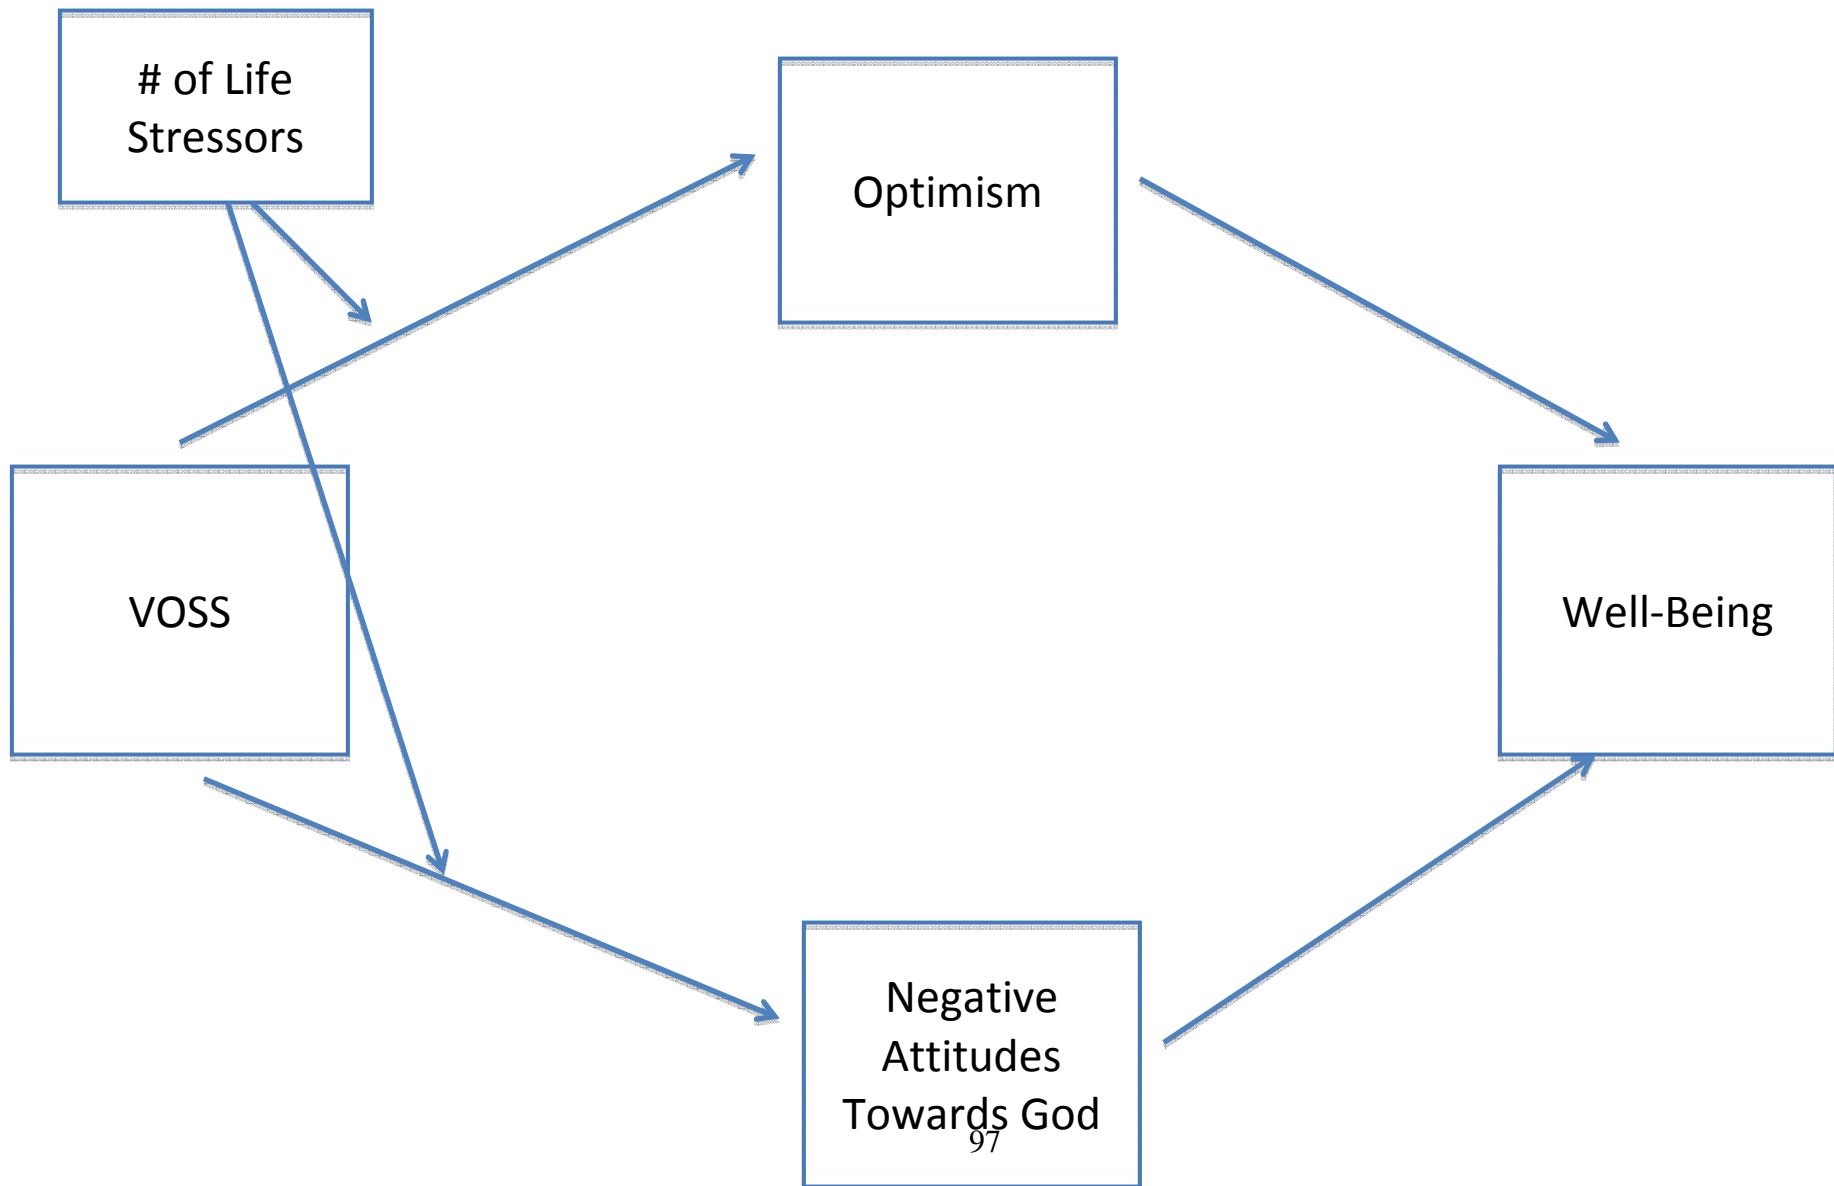 # of Life
Stressors
Optimism
VOSS
Well-Being
Negative
Attitudes
Towards God
97